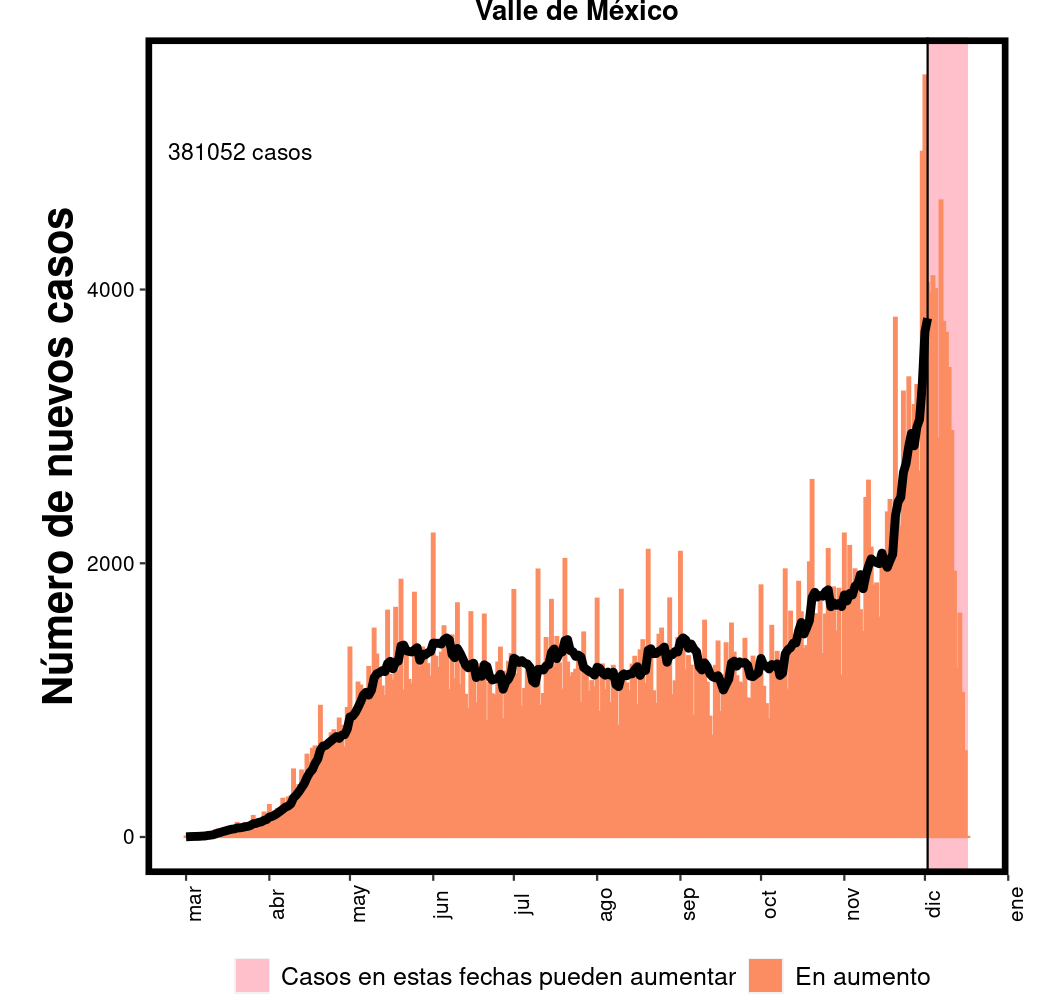 Valle de México
381052 casos
Número de nuevos casos
4000
2000
0
mar
abr
may
jun
jul
ago
sep
oct
nov
dic
ene
Casos en estas fechas pueden aumentar
En aumento